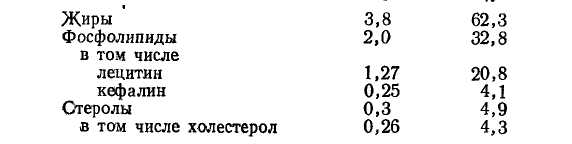 Жиры 3,8 62,3
Фосфолипиды 2,0 32,8
в том числе
лецитин 1,27 20,8
кефалин 0,25 4,1
Стеролы 0,3 4,9
в том числе холестерол 0,26 4,3